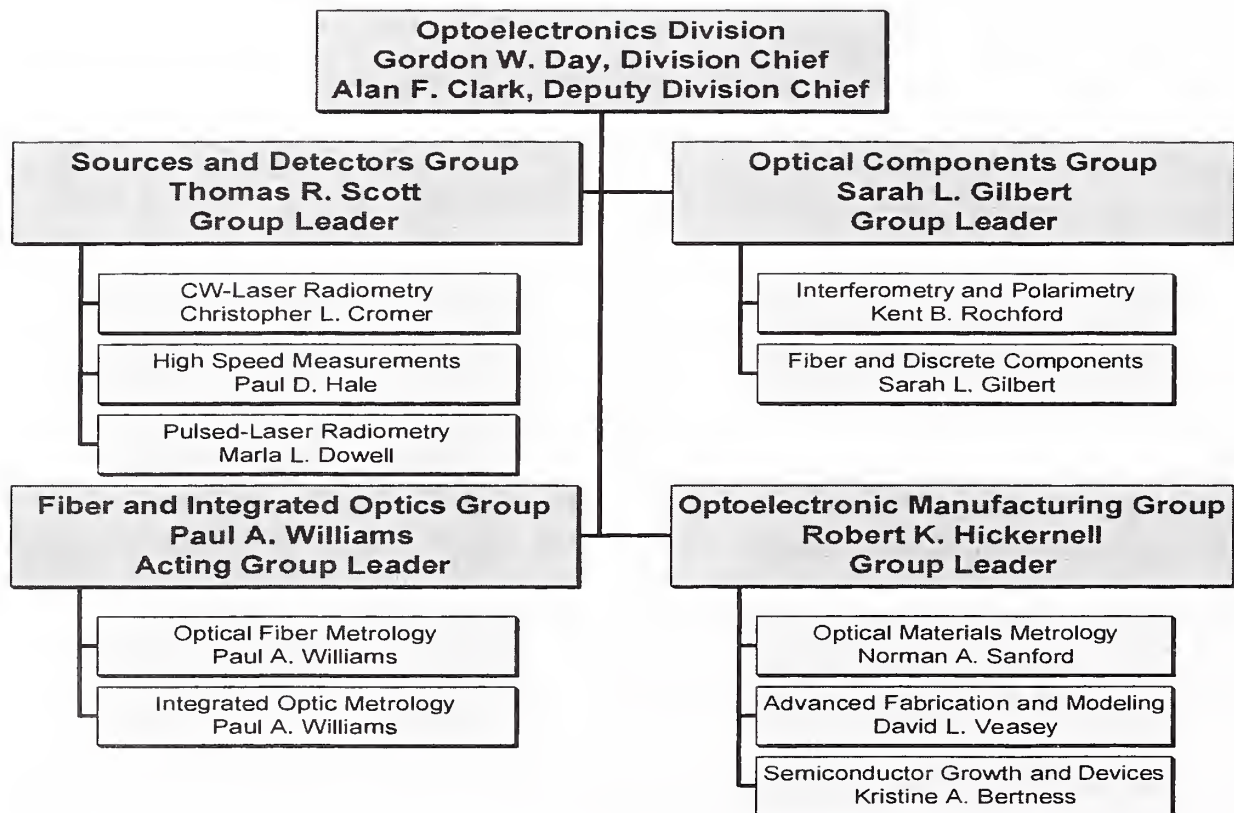 Optoelectronics Division
Gordon W. Day, Division Chief
Alan F. Clark, Deputy Division Chief
Sources and Detectors Group
Thomas R. Scott
Group Leader
CW-Laser Radiometry
Christopher L. Cromer
High Speed Measurements
Paul D. Hale
Pulsed-Laser Radiometry
Marla L. Dowell
Optical Components Group
Sarah L. Gilbert
Group Leader
Interferometry and Polarimetry
Kent B. Rochford
Fiber and Discrete Components
Sarah L. Gilbert
Fiber and Integrated Optics Group
Paul A. Williams
Acting Group Leader
Optical Fiber Metrology
Paul A. Williams
Integrated Optic Metrology
Paul A. Williams
Optoelectronic Manufacturing Group
Robert K. Hickernell
Group Leader
Optical Materials Metrology
Norman A. Sanford
Advanced Fabrication and Modeling
David L. Veasey
Semiconductor Growth and Devices
Kristine A. Bertness